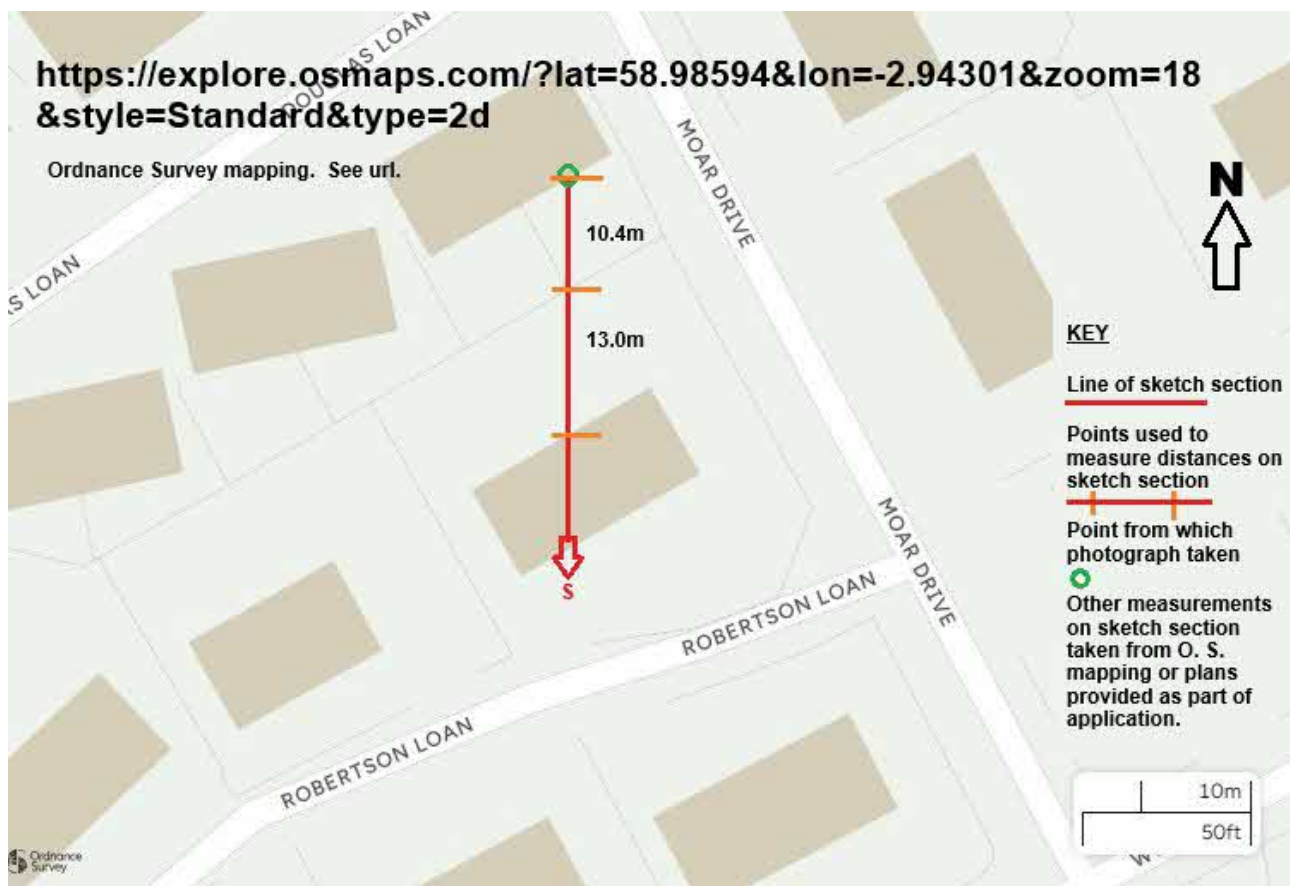 https://explore.osmaps.com/?lat=58.98594&lon=-2.94301&zoom=18
&style=Standard&type=2d
Ordnance Survey mapping. See url.
DOUGLAS LOAN
MOAR DRIVE
N
10.4m
13.0m
AS LOAN
KEY
Line of sketch section
Points used to
measure distances on
sketch section
Point from which
photograph taken
Other measurements
on sketch section
taken from O. S.
mapping or plans
provided as part of
application.
MOAR DRIVE
S
ROBERTSON LOAN
ROBERTSON LOAN
10m
50ft
W
Ordnance
Survey